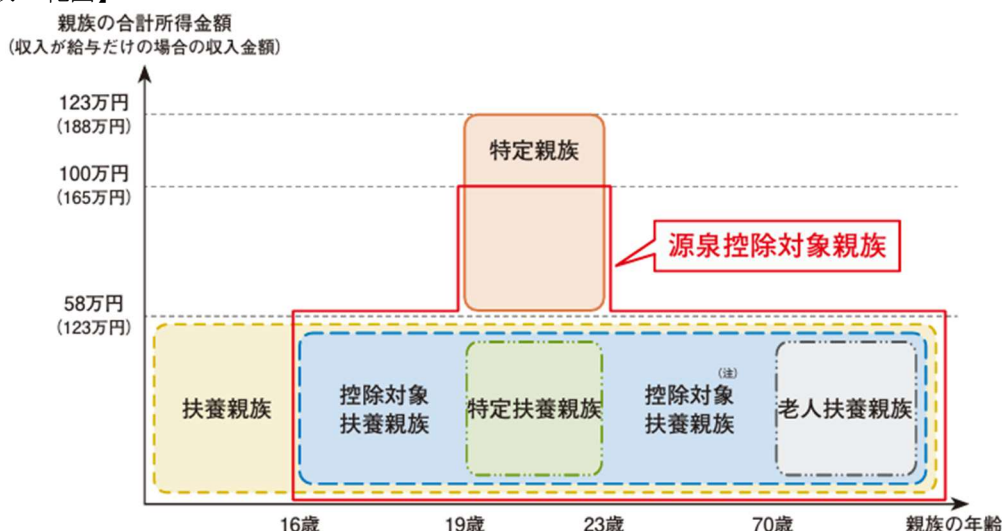 親族の合計所得金額
(収入が給与だけの場合の収入金額)
123万円
(188万円)
特定親族
100万円
(165万円)
源泉控除対象親族
58万円
(123万円)
扶養親族
控除対象
扶養親族
特定扶養親族
控除対象(注)
扶養親族
老人扶養親族
16歳
19歳
23歳
70歳
親族の年齢